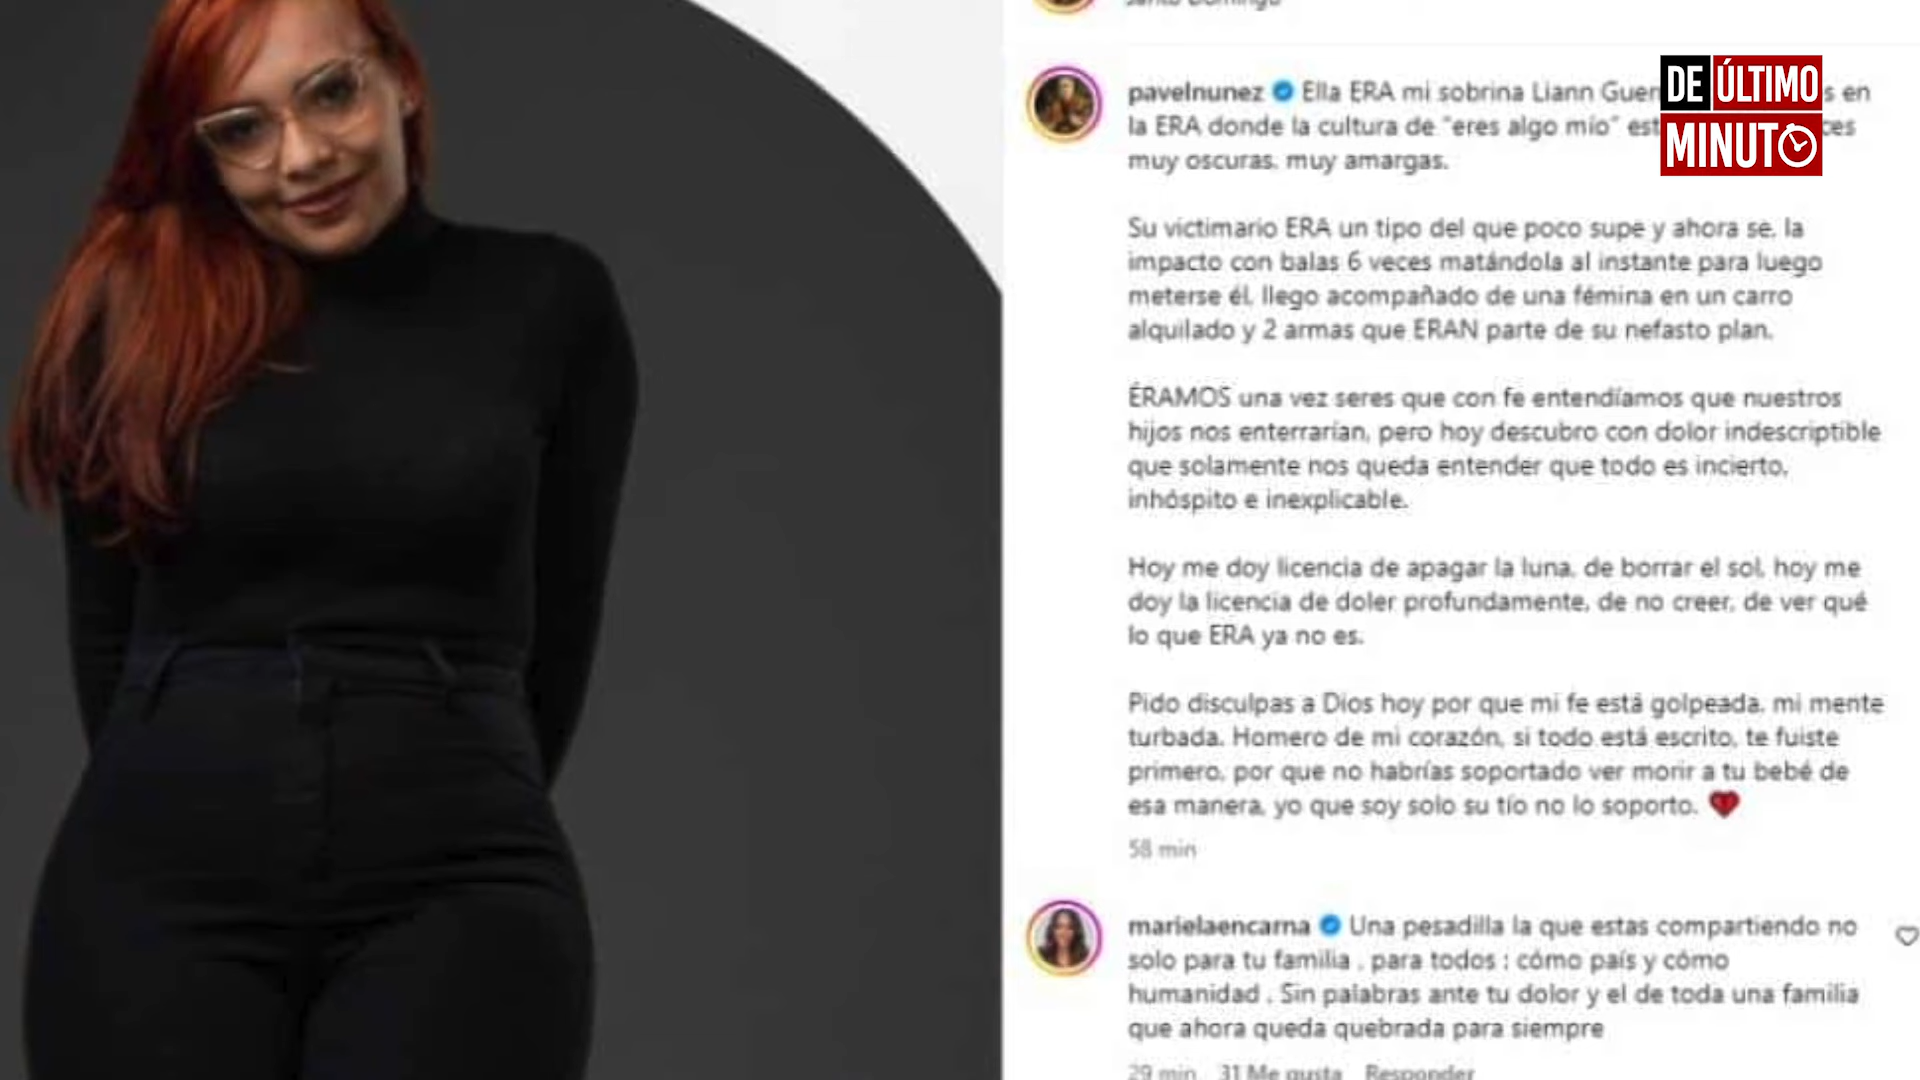 Santo Domingo
pavelnunez Ella ERA mi sobrina Liann s en
la ERA donde la cultura de "eres algo mío" ces
muy oscuras, muy amargas.
Su victimario ERA un tipo del que poco supe y ahora se, la
impacto con balas 6 veces matándola al instante para luego
meterse él, llego acompañado de una fémina en un carro
alquilado y 2 armas que ERAN parte de su nefasto plan.
ÉRAMOS una vez seres que con fe entendíamos que nuestros
hijos nos enterrarían, pero hoy descubro con dolor indescriptible
que solamente nos queda entender que todo es incierto,
inhóspito e inexplicable.
Hoy me doy licencia de apagar la luna, de borrar el sol, hoy me
doy la licencia de doler profundamente, de no creer, de ver qué
lo que ERA ya no es.
Pido disculpas a Dios hoy por que mi fe está golpeada, mi mente
turbada. Homero de mi corazón, si todo está escrito, te fuiste
primero, por que no habrías soportado ver morir a tu bebé de
esa manera, yo que soy solo su tío no lo soporto.
58 min
marielaencarna Una pesadilla la que estas compartiendo no
solo para tu familia , para todos : cómo país y cómo
humanidad . Sin palabras ante tu dolor y el de toda una familia
que ahora queda quebrada para siempre
29 min 31 Me gusta Responder
DE ÚLTIMO
MINUTO